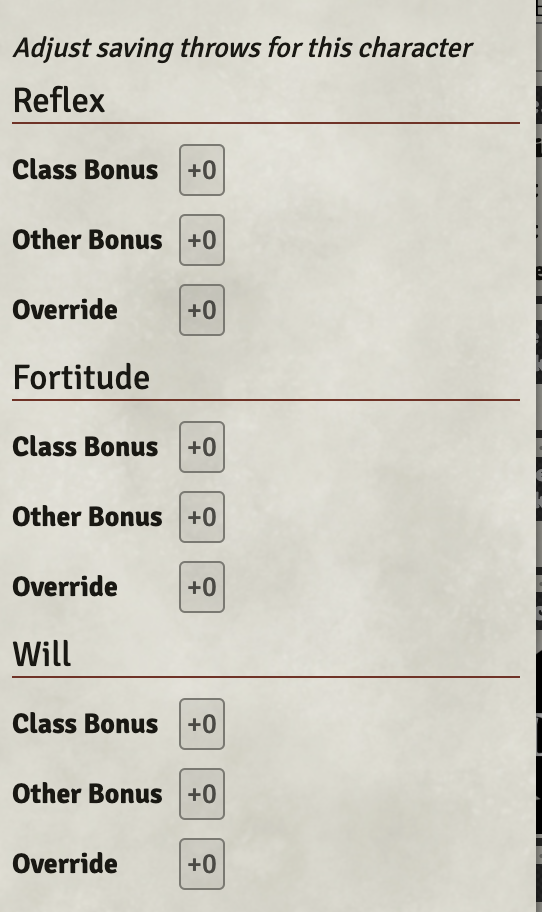 Adjust saving throws for this character
Reflex
Class Bonus +0
Other Bonus +0
Override +0
Fortitude
Class Bonus +0
Other Bonus +0
Override +0
Will
Class Bonus +0
Other Bonus +0
Override +0